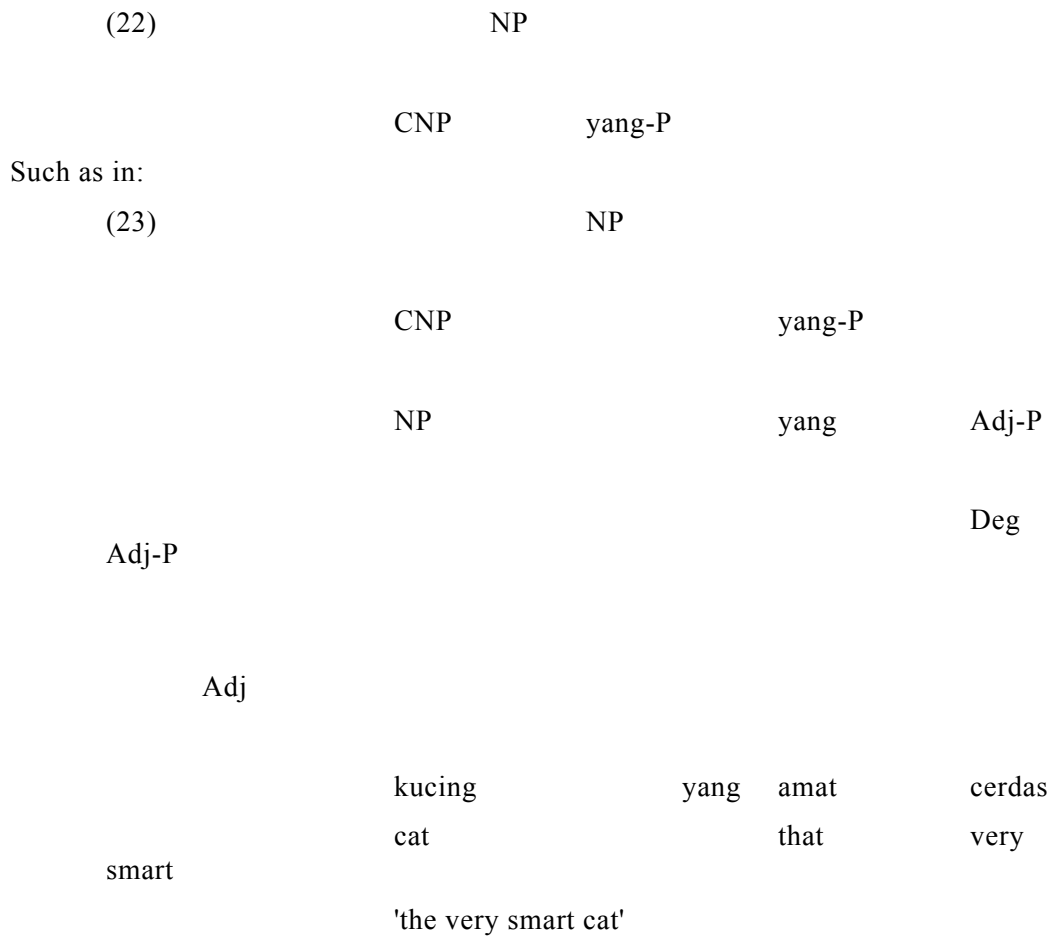 (22) NP
CNP yang-P
Such as in:
(23) NP
CNP yang-P
NP yang Adj-P
Deg
Adj-P
Adj
kucing yang amat cerdas
cat that very
smart
'the very smart cat'